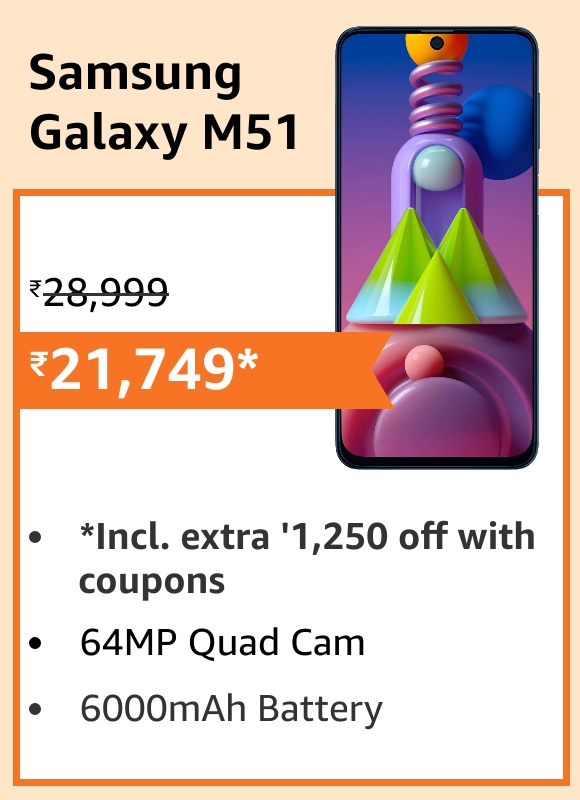 Samsung
Galaxy M51
₹28,999
₹21,749*
• *Incl. extra '1,250 off with
coupons
• 64MP Quad Cam
• 6000mAh Battery